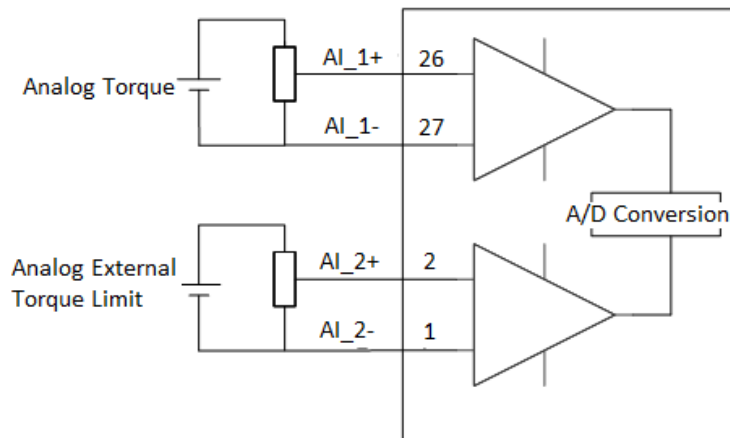 AI_1+ 26
Analog Torque
AI_1- 27
A/D Conversion
AI_2+ 2
Analog External
Torque Limit
AI_2- 1